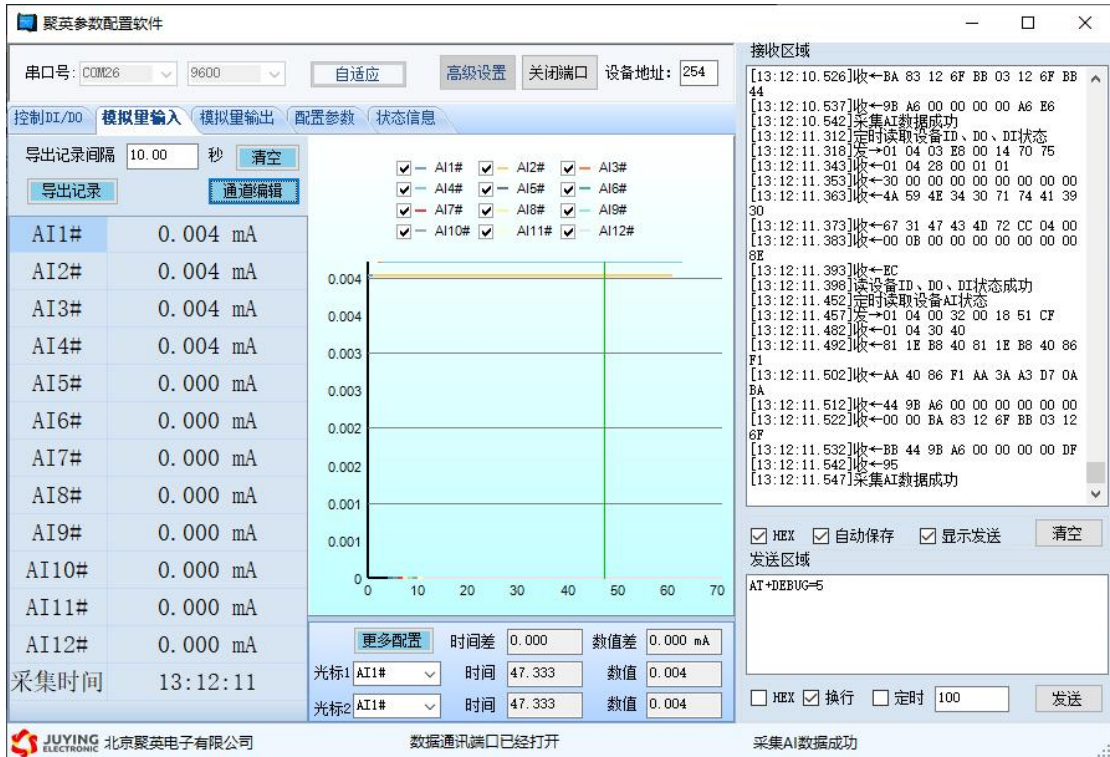 聚英参数配置软件
串口号: COM26 9600 自适应 高级设置 关闭端口 设备地址: 254
控制DI/DO 模拟里输入 模拟里输出 配置参数 状态信息
导出记录间隔 10.00 秒 清空
导出记录 通道编辑
AI1# 0.004 mA
AI2# 0.004 mA
AI3# 0.004 mA
AI4# 0.004 mA
AI5# 0.000 mA
AI6# 0.000 mA
AI7# 0.000 mA
AI8# 0.000 mA
AI9# 0.000 mA
AI10# 0.000 mA
AI11# 0.000 mA
AI12# 0.000 mA
采集时间 13:12:11
AI1# AI2# AI3#
AI4# AI5# AI6#
AI7# AI8# AI9#
AI10# AI11# AI12#
0.004
0.004
0.003
0.003
0.002
0.002
0.001
0.001
0
0 10 20 30 40 50 60 70
更多配置 时间差 0.000 数值差 0.000 mA
光标1 AI1# 时间 47.333 数值 0.004
光标2 AI1# 时间 47.333 数值 0.004
接收区域
[13:12:10.526]收←BA 83 12 6F BB 03 12 6F BB
44
[13:12:10.537]收←9B A6 00 00 00 00 A6 E6
[13:12:10.542]采集AI数据成功
[13:12:11.312]定时读取设备ID、DO、DI状态
[13:12:11.318]发→01 04 03 E8 00 14 70 75
[13:12:11.343]收←01 04 28 00 01 01
[13:12:11.353]收←30 00 00 00 00 00 00 00 00
[13:12:11.363]收←4A 59 4E 34 30 71 74 41 39
30
[13:12:11.373]收←67 31 47 43 4D 72 CC 04 00
[13:12:11.383]收←00 0B 00 00 00 00 00 00 00
8E
[13:12:11.393]收←EC
[13:12:11.398]读设备ID、DO、DI状态成功
[13:12:11.452]定时读取设备AI状态
[13:12:11.457]发→01 04 00 32 00 18 51 CF
[13:12:11.482]收←01 04 30 40
[13:12:11.492]收←81 1E B8 40 81 1E B8 40 86
F1
[13:12:11.502]收←AA 40 86 F1 AA 3A A3 D7 0A
BA
[13:12:11.512]收←44 9B A6 00 00 00 00 00 00
[13:12:11.522]收←00 00 BA 83 12 6F BB 03 12
6F
[13:12:11.532]收←BB 44 9B A6 00 00 00 00 DF
[13:12:11.542]收←95
[13:12:11.547]采集AI数据成功
HEX 自动保存 显示发送 清空
发送区域
AT+DEBUG=5
HEX 换行 定时 100 发送
JUYING ELECTRONIC 北京聚英电子有限公司 数据通讯端口已经打开 采集AI数据成功